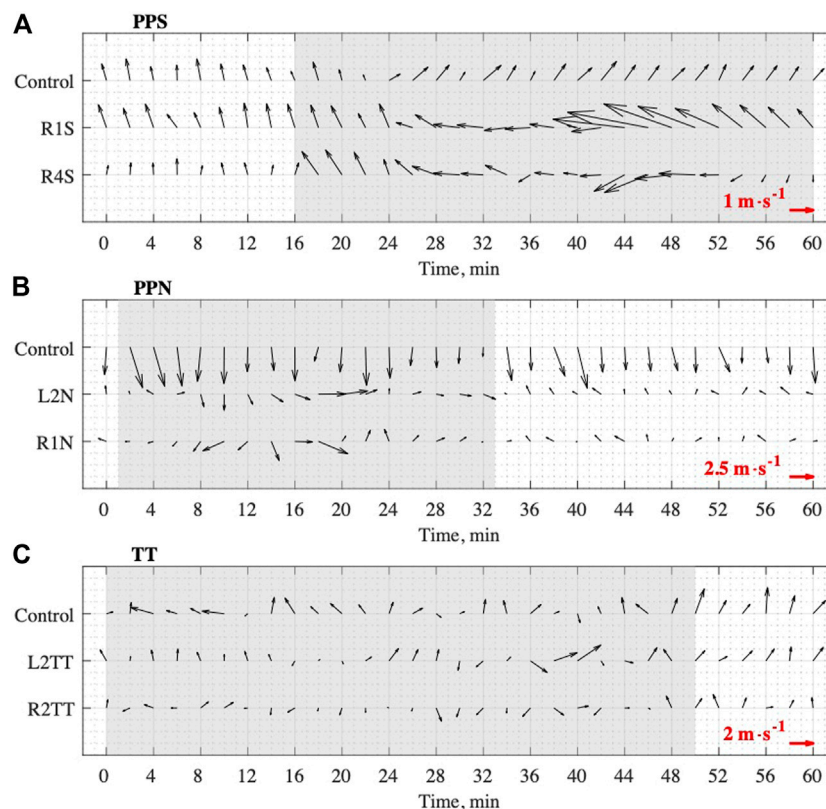 A
PPS
Control
R1S
R4S
1 m·s⁻¹
0 4 8 12 16 20 24 28 32 36 40 44 48 52 56 60
Time, min
B
PPN
Control
L2N
R1N
2.5 m·s⁻¹
0 4 8 12 16 20 24 28 32 36 40 44 48 52 56 60
Time, min
C
TT
Control
L2TT
R2TT
2 m·s⁻¹
0 4 8 12 16 20 24 28 32 36 40 44 48 52 56 60
Time, min